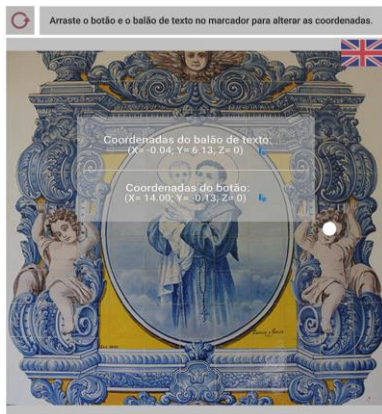 Arraste o botão e o balão de texto no marcador para alterar as coordenadas.
Coordenadas do balão de texto:
(X= -0.04; Y= 6.13; Z= 0)
Coordenadas do botão:
(X= 14.00; Y= -0.13; Z= 0)